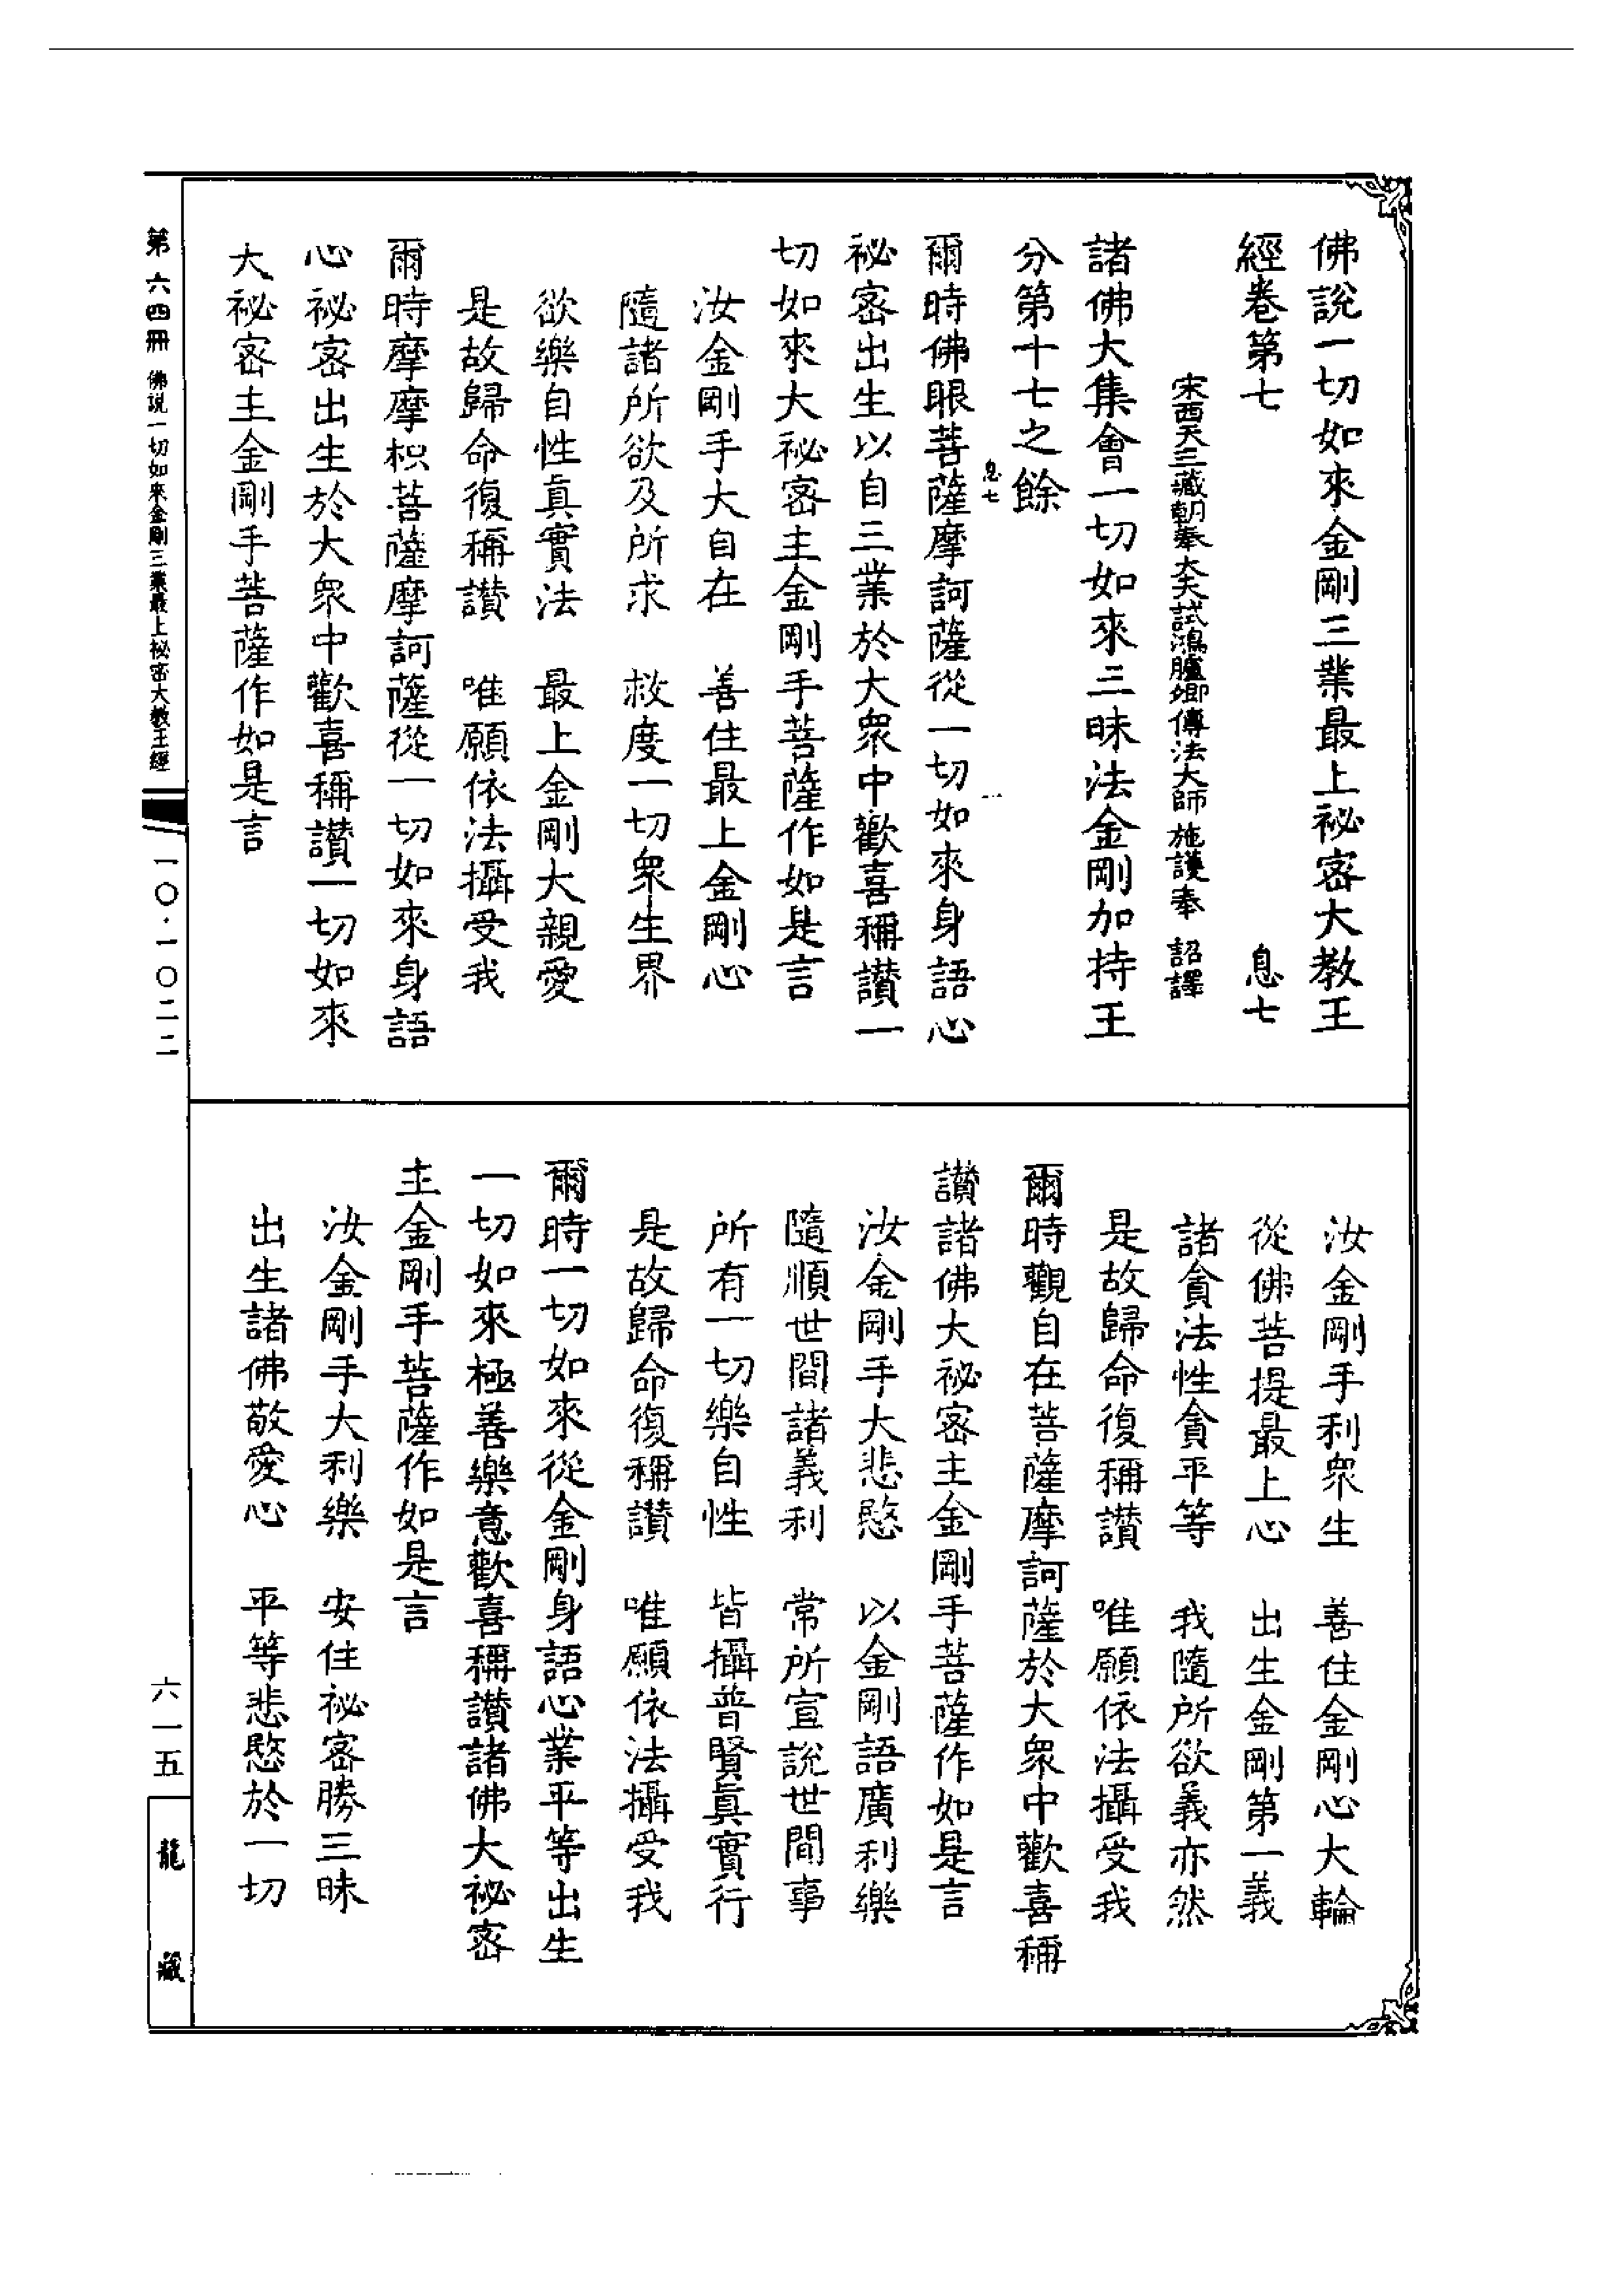 佛說一切如來金剛三業最上祕密大教王
經卷第七　息七
宋西天三藏朝奉大夫試鴻臚卿傳法大師施護奉　詔譯
諸佛大集會一切如來三昧法金剛加持王
分第十七之餘
息七
爾時佛眼菩薩摩訶薩從一切如來身語心
祕密出生以自三業於大眾中歡喜稱讚一
切如來大祕密主金剛手菩薩作如是言
汝金剛手大自在　善住最上金剛心
隨諸所欲及所求　救度一切眾生界
欲樂自性真實法　最上金剛大親愛
是故歸命復稱讚　唯願依法攝受我
爾時摩摩枳菩薩摩訶薩從一切如來身語
心祕密出生於大眾中歡喜稱讚一切如來
大祕密主金剛手菩薩作如是言
汝金剛手利眾生　善住金剛心大輪
從佛菩提最上心　出生金剛第一義
諸貪法性貪平等　我隨所欲義亦然
是故歸命復稱讚　唯願依法攝受我
爾時觀自在菩薩摩訶薩於大眾中歡喜稱
讚諸佛大祕密主金剛手菩薩作如是言
汝金剛手大悲愍　以金剛語廣利樂
隨順世間諸義利　常所宣說世間事
所有一切樂自性　皆攝普賢真實行
是故歸命復稱讚　唯願依法攝受我
爾時一切如來從金剛身語心業平等出生
一切如來極善樂意歡喜稱讚諸佛大祕密
主金剛手菩薩作如是言
汝金剛手大利樂　安住祕密勝三昧
出生諸佛敬愛心　平等悲愍於一切
第六四冊　佛說一切如來金剛三業最上祕密大教王經
一〇·一〇二二
六一五
龍藏